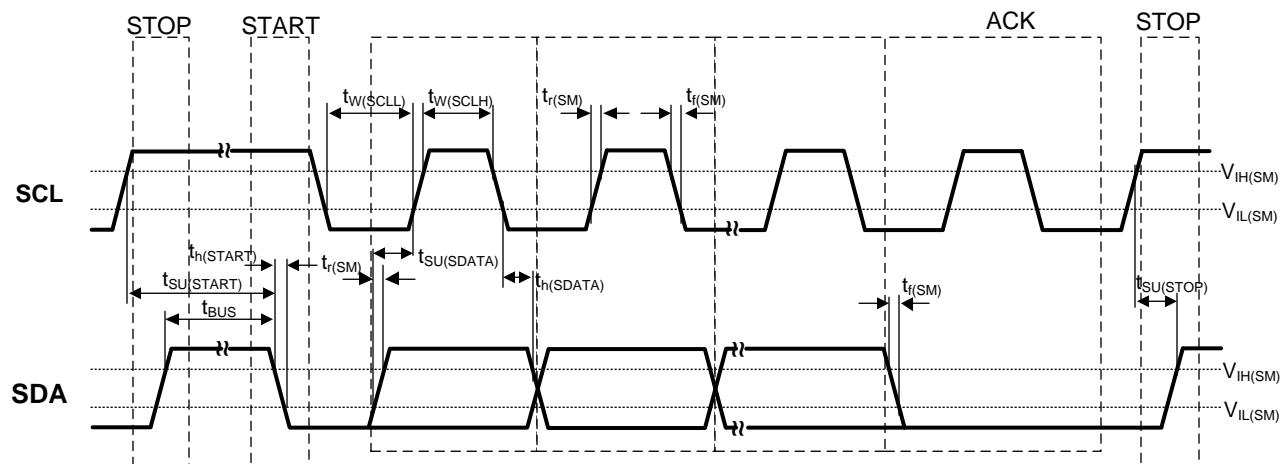 STOP
START
ACK
STOP
tW(SCLL)
tW(SCLH)
tr(SM)
tf(SM)
SCL
VIH(SM)
VIL(SM)
th(START)
tr(SM)
tSU(SDATA)
tSU(START)
th(SDATA)
tf(SM)
tSU(STOP)
tBUS
SDA
VIH(SM)
VIL(SM)